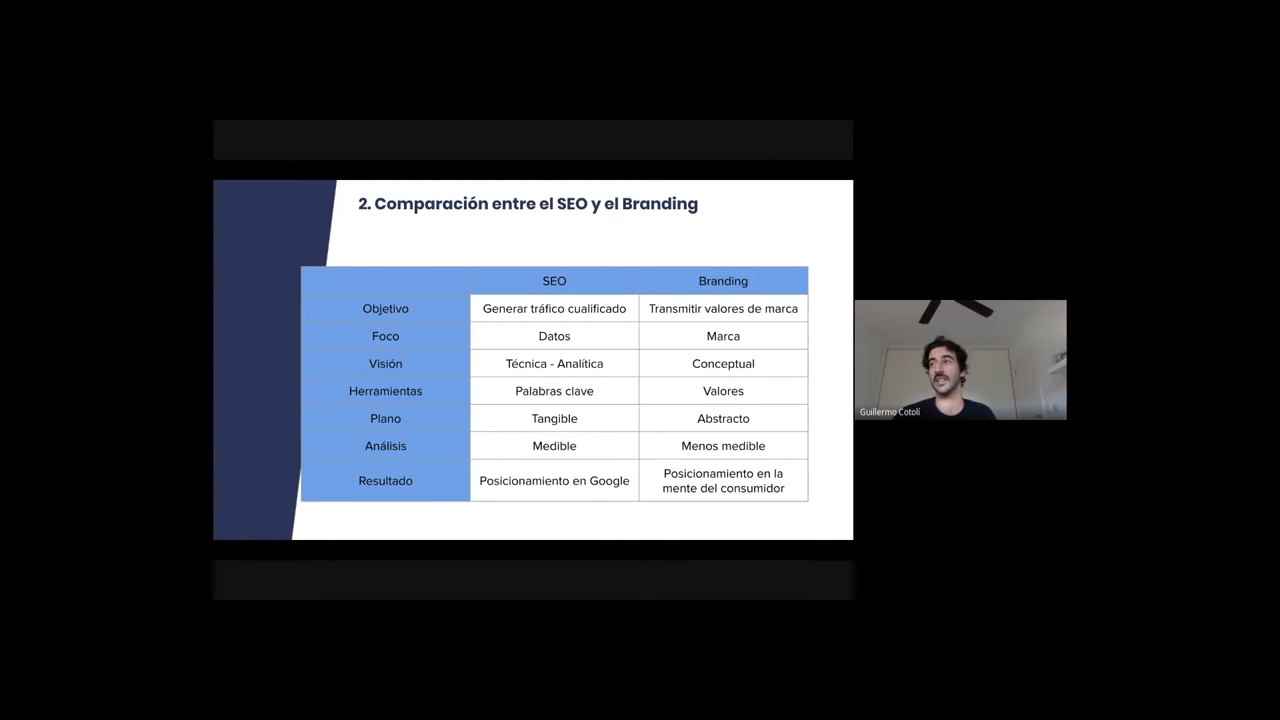 2. Comparación entre el SEO y el Branding
SEO Branding
Objetivo Generar tráfico cualificado Transmitir valores de marca
Foco Datos Marca
Visión Técnica - Analítica Conceptual
Herramientas Palabras clave Valores
Plano Tangible Abstracto
Análisis Medible Menos medible
Resultado Posicionamiento en Google Posicionamiento en la
mente del consumidor
Guillermo Cotolí